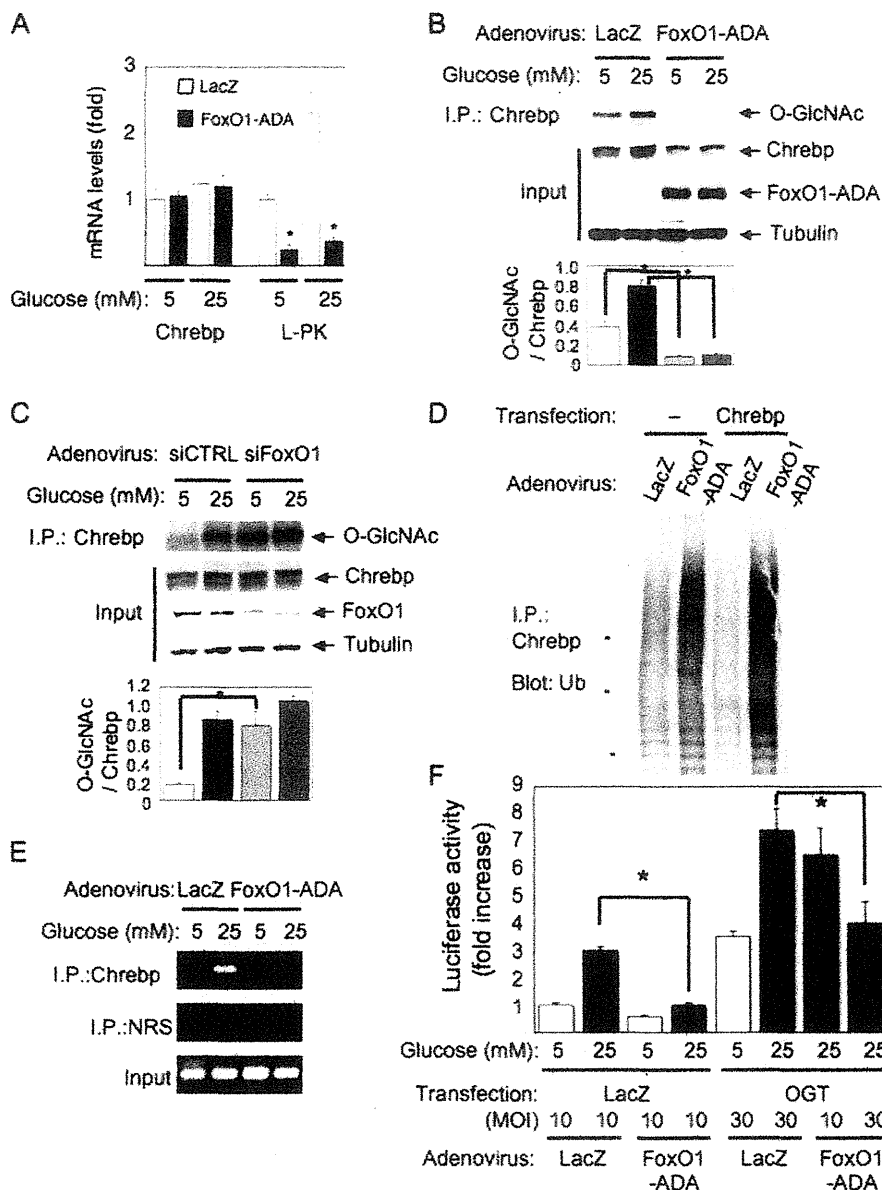 A
3
2
1
mRNA levels (fold)
LacZ
FoxO1-ADA
* *
Glucose (mM): 5 25 5 25
Chrebp L-PK
B
Adenovirus: LacZ FoxO1-ADA
Glucose (mM): 5 25 5 25
I.P.: Chrebp
O-GlcNAc
Chrebp
Input
FoxO1-ADA
Tubulin
1.0
0.8
0.6
0.4
0.2
0
O-GlcNAc
/ Chrebp
* *
C
Adenovirus: siCTRL siFoxO1
Glucose (mM): 5 25 5 25
I.P.: Chrebp
O-GlcNAc
Chrebp
Input
FoxO1
Tubulin
1.2
1.0
0.8
0.6
0.4
0.2
0
O-GlcNAc
/ Chrebp
*
D
Transfection: – Chrebp
Adenovirus: LacZ FoxO1-ADA LacZ FoxO1-ADA
I.P.:
Chrebp
Blot: Ub
E
Adenovirus: LacZ FoxO1-ADA
Glucose (mM): 5 25 5 25
I.P.:Chrebp
I.P.:NRS
Input
F
9
8
7
6
5
4
3
2
1
Luciferase activity
(fold increase)
* *
Glucose (mM): 5 25 5 25 5 25 25 25
Transfection: LacZ OGT
(MOI) 10 10 10 10 30 30 10 30
Adenovirus: LacZ FoxO1 LacZ FoxO1
-ADA -ADA